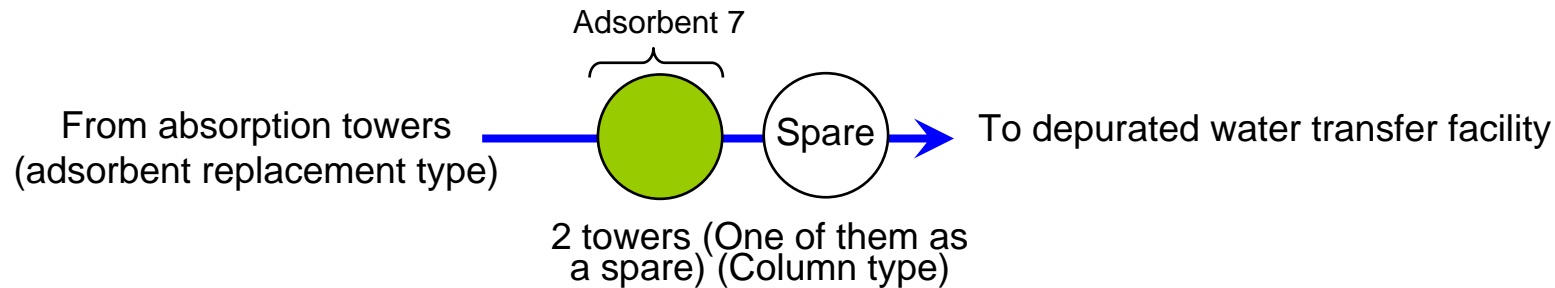 Adsorbent 7
From absorption towers
(adsorbent replacement type)
Spare
To depurated water transfer facility
2 towers (One of them as
a spare) (Column type)